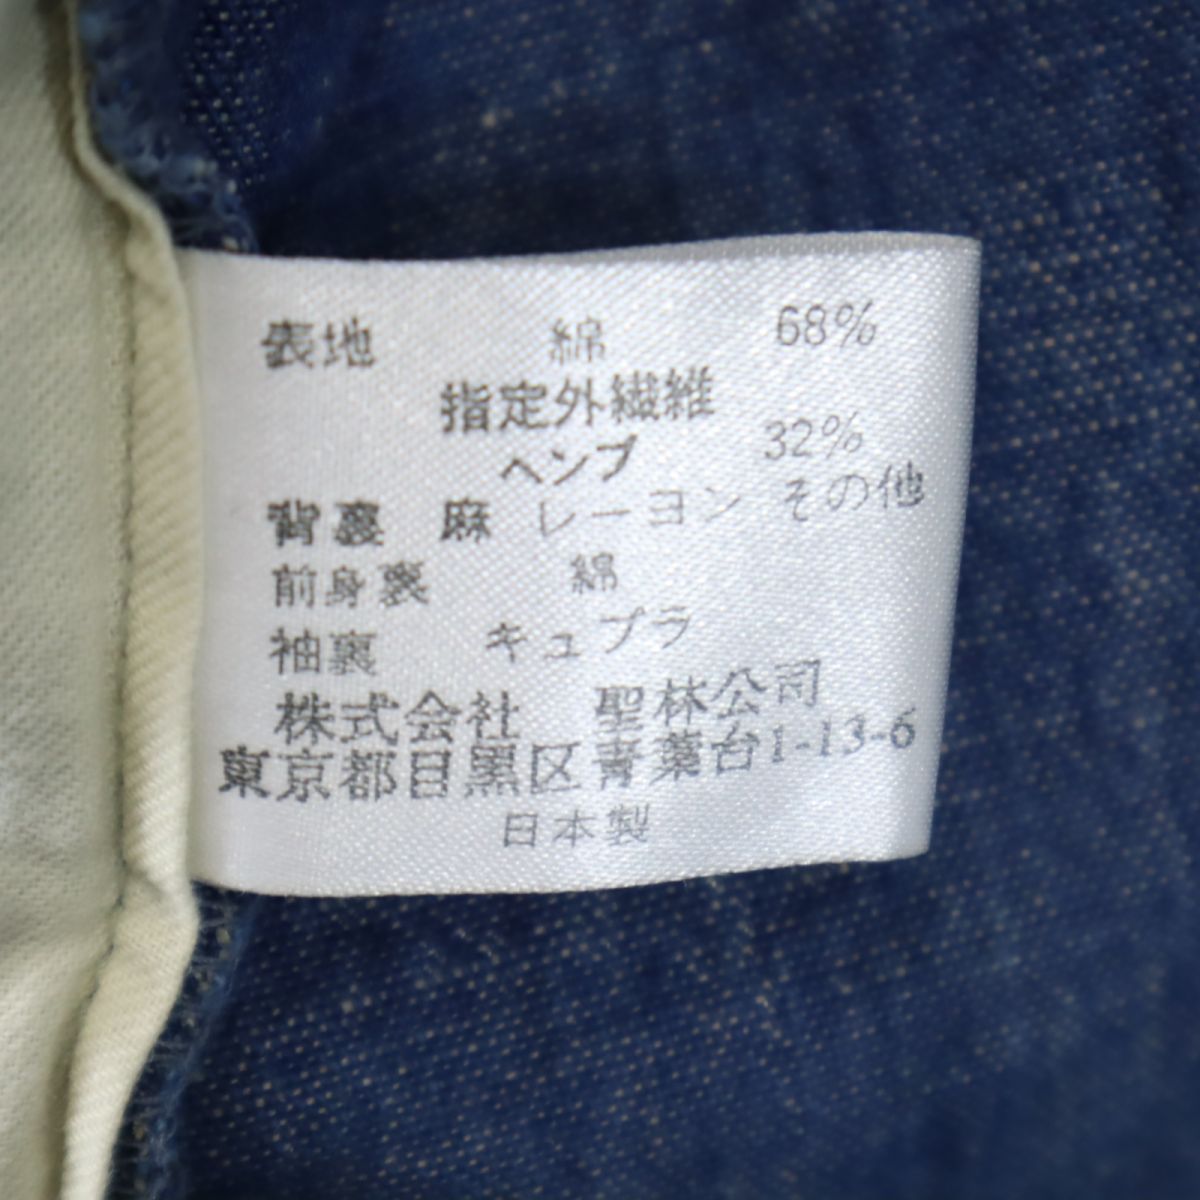 表地 綿 68%
指定外繊維
ヘンプ 32%
背裏 麻 レーヨン その他
前身裏 綿
袖裏 キュプラ
株式会社 聖林公司
東京都目黒区青葉台1-13-6
日本製